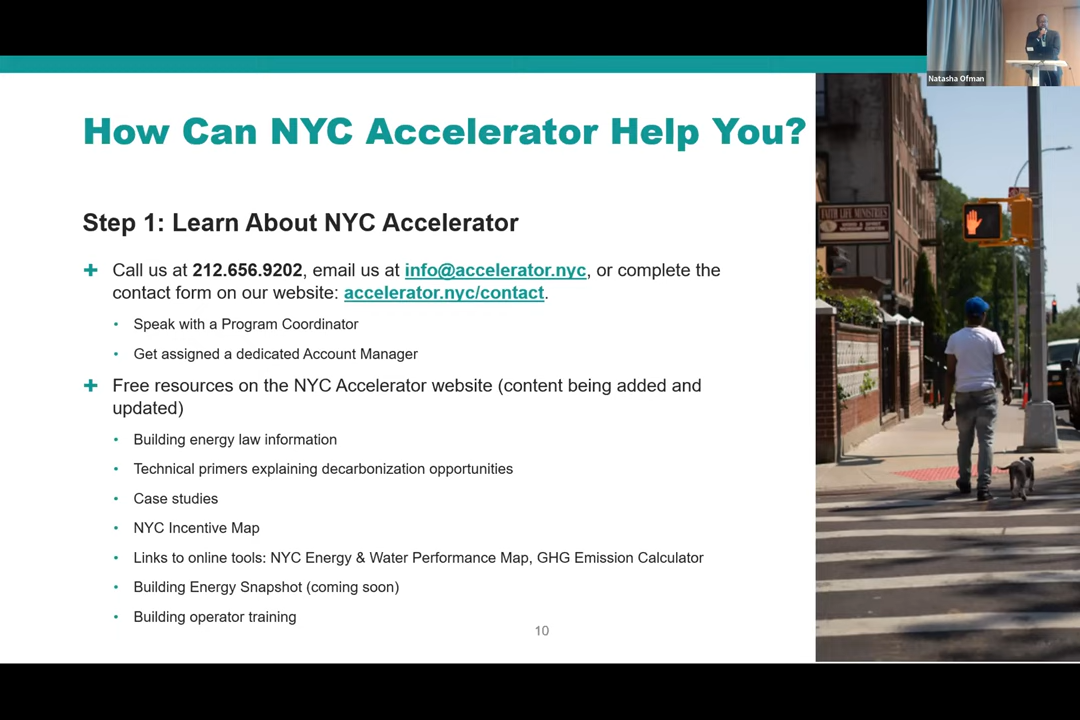 Natasha Ofman
How Can NYC Accelerator Help You?
Step 1: Learn About NYC Accelerator
Call us at 212.656.9202, email us at info@accelerator.nyc, or complete the
contact form on our website: accelerator.nyc/contact.
Speak with a Program Coordinator
Get assigned a dedicated Account Manager
Free resources on the NYC Accelerator website (content being added and
updated)
Building energy law information
Technical primers explaining decarbonization opportunities
Case studies
NYC Incentive Map
Links to online tools: NYC Energy & Water Performance Map, GHG Emission Calculator
Building Energy Snapshot (coming soon)
Building operator training
10
FAITH LIFE MINISTRIES